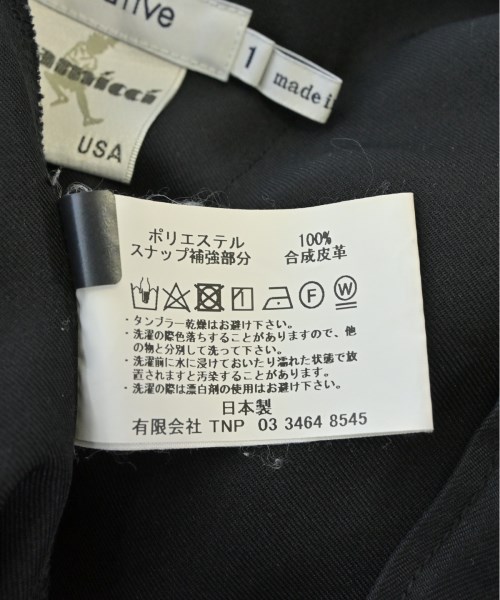 1
made in
USA
ポリエステル 100%
スナップ補強部分 合成皮革
F
W
・タンブラー乾燥はお避け下さい。
・洗濯の際色落ちすることがありますので、他
の物と分別して洗って下さい。
・洗濯前に水に浸けておいたり濡れた状態で放
置されますと汚染することがあります。
・洗濯の際は漂白剤の使用はお避け下さい。
日本製
有限会社 TNP 03 3464 8545